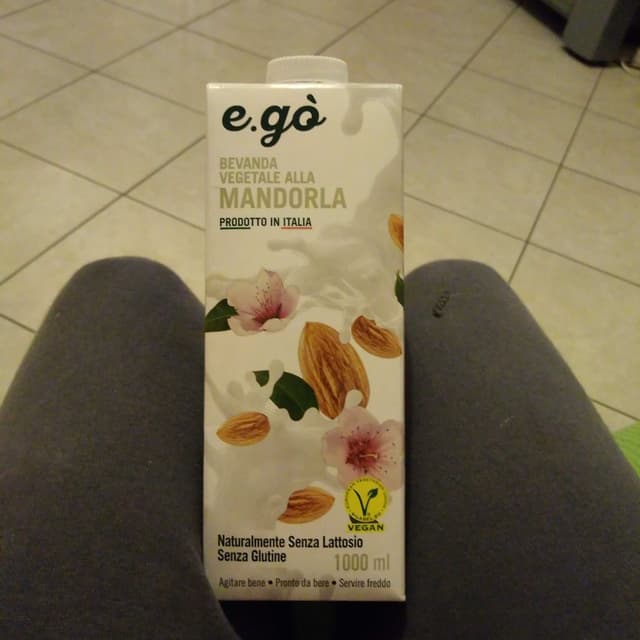 e.gò
BEVANDA
VEGETALE ALLA
MANDORLA
PRODOTTO IN ITALIA
VEGAN
Naturalmente Senza Lattosio
Senza Glutine
1000 ml
Agitare bene • Pronto da bere • Servire freddo